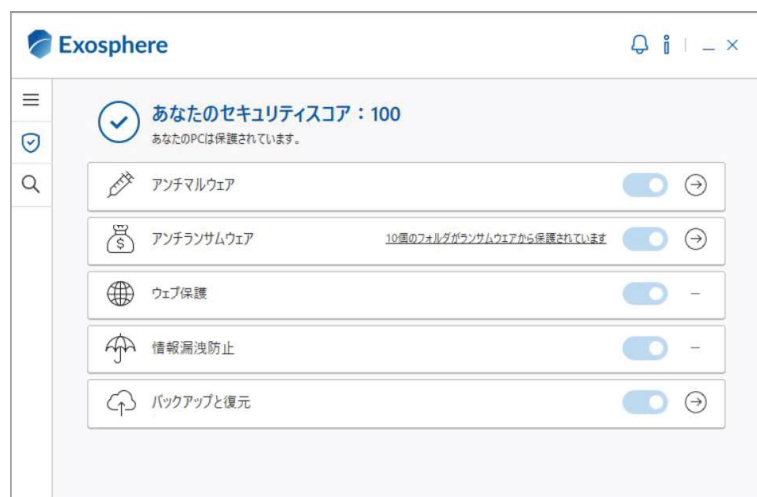 Exosphere
あなたのセキュリティスコア：100
あなたのPCは保護されています。
アンチマルウェア
アンチランサムウェア 10個のフォルダがランサムウエアから保護されています
ウェブ保護
情報漏洩防止
バックアップと復元